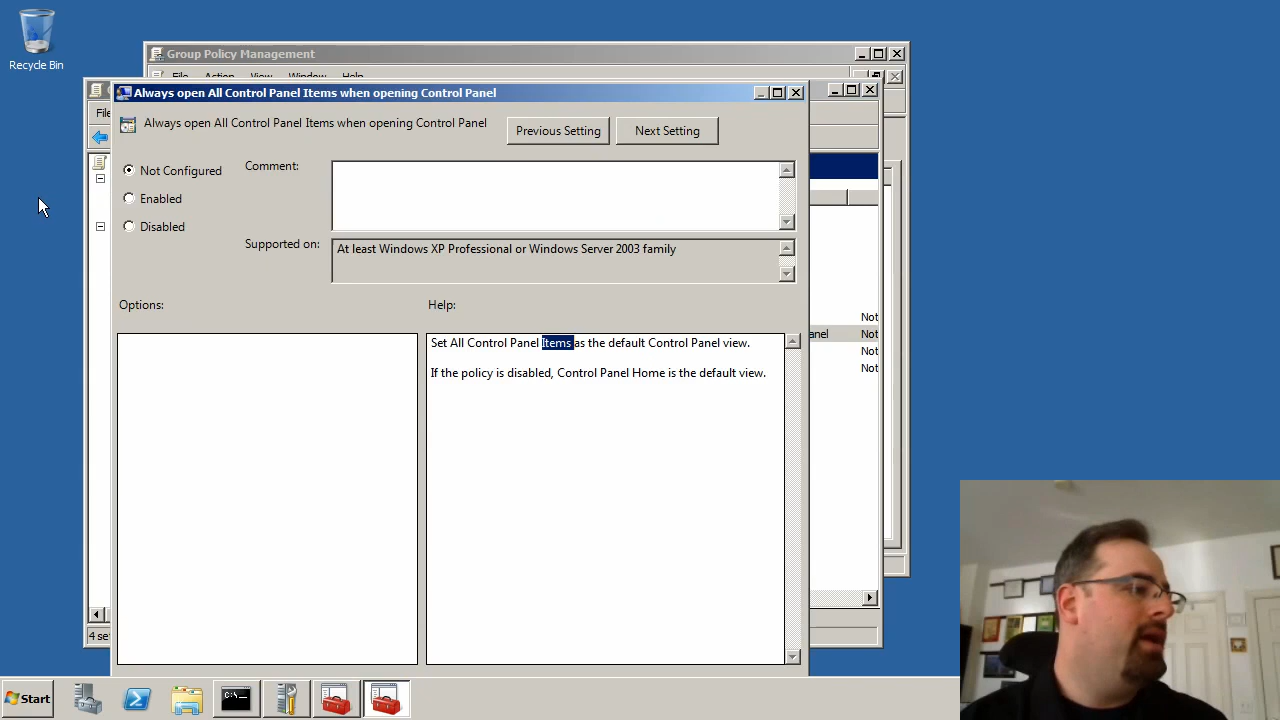 Recycle Bin
Group Policy Management
File Action View Window Help
Always open All Control Panel Items when opening Control Panel
File
Always open All Control Panel Items when opening Control Panel
Previous Setting
Next Setting
Not Configured
Comment:
Enabled
Disabled
Supported on:
At least Windows XP Professional or Windows Server 2003 family
Options:
Help:
Set All Control Panel Items as the default Control Panel view.
If the policy is disabled, Control Panel Home is the default view.
Not
anel Not
Not
Not
4 se
Start